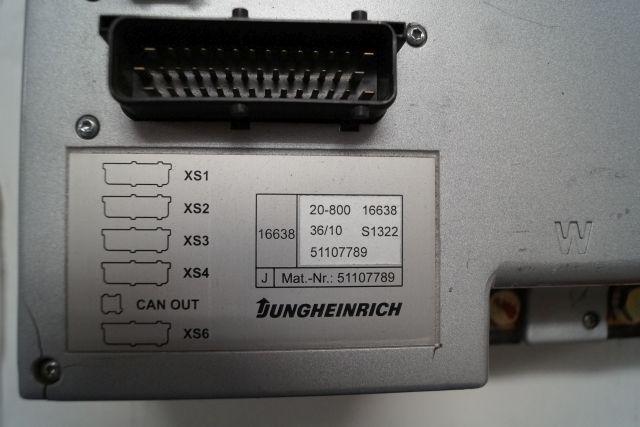 XS1
XS2
XS3
XS4
CAN OUT
XS6
16638
20-800 16638
36/10 S1322
51107789
J Mat.-Nr.: 51107789
JUNGHEINRICH
W